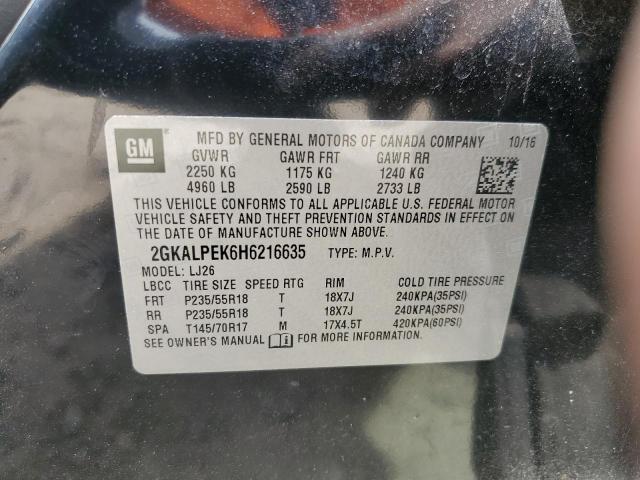 GM MFD BY GENERAL MOTORS OF CANADA COMPANY 10/16
GVWR GAWR FRT GAWR RR
2250 KG 1175 KG 1240 KG
4960 LB 2590 LB 2733 LB
THIS VEHICLE CONFORMS TO ALL APPLICABLE U.S. FEDERAL MOTOR
VEHICLE SAFETY AND THEFT PREVENTION STANDARDS IN EFFECT ON
THE DATE OF MANUFACTURE SHOWN ABOVE.
2GKALPEK6H6216635 TYPE: M.P.V.
MODEL: LJ26
LBCC TIRE SIZE SPEED RTG RIM COLD TIRE PRESSURE
FRT P235/55R18 T 18X7J 240KPA(35PSI)
RR P235/55R18 T 18X7J 240KPA(35PSI)
SPA T145/70R17 M 17X4.5T 420KPA(60PSI)
SEE OWNER'S MANUAL FOR MORE INFORMATION.